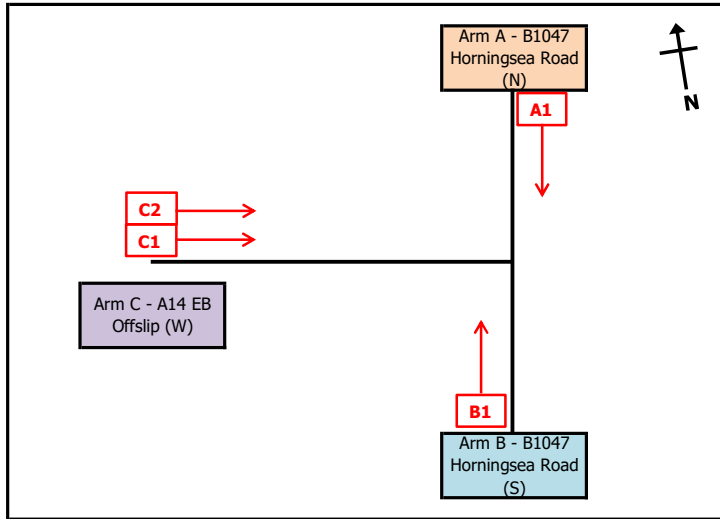 Arm A - B1047
Horningsea Road
(N)
A1
N
C2
C1
Arm C - A14 EB
Offslip (W)
B1
Arm B - B1047
Horningsea Road
(S)